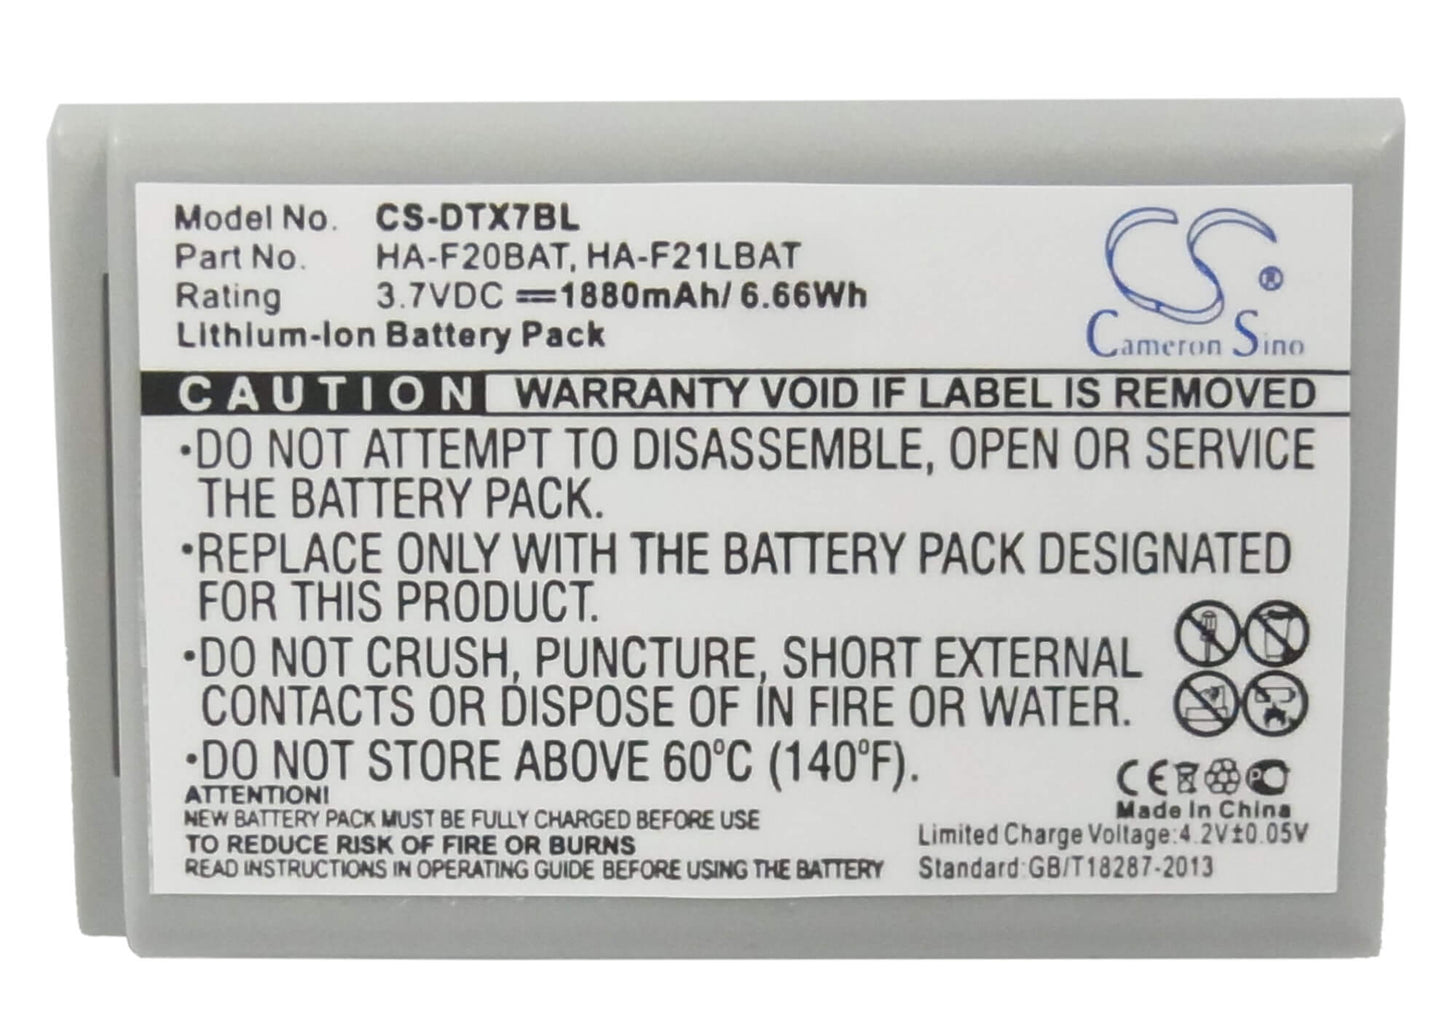 Model No. CS-DTX7BL
Part No. HA-F20BAT, HA-F21LBAT
Rating 3.7VDC ⎓1880mAh/ 6.66Wh
Lithium-Ion Battery Pack
CS®
Cameron Sino
CAUTION WARRANTY VOID IF LABEL IS REMOVED
•DO NOT ATTEMPT TO DISASSEMBLE, OPEN OR SERVICE
THE BATTERY PACK.
•REPLACE ONLY WITH THE BATTERY PACK DESIGNATED
FOR THIS PRODUCT.
•DO NOT CRUSH, PUNCTURE, SHORT EXTERNAL
CONTACTS OR DISPOSE OF IN FIRE OR WATER.
•DO NOT STORE ABOVE 60°C (140°F).
ATTENTION!
NEW BATTERY PACK MUST BE FULLY CHARGED BEFORE USE
TO REDUCE RISK OF FIRE OR BURNS
READ INSTRUCTIONS IN OPERATING GUIDE BEFORE USING THE BATTERY
CE
Made In China
Limited Charge Voltage:4.2V±0.05V
Standard:GB/T18287-2013